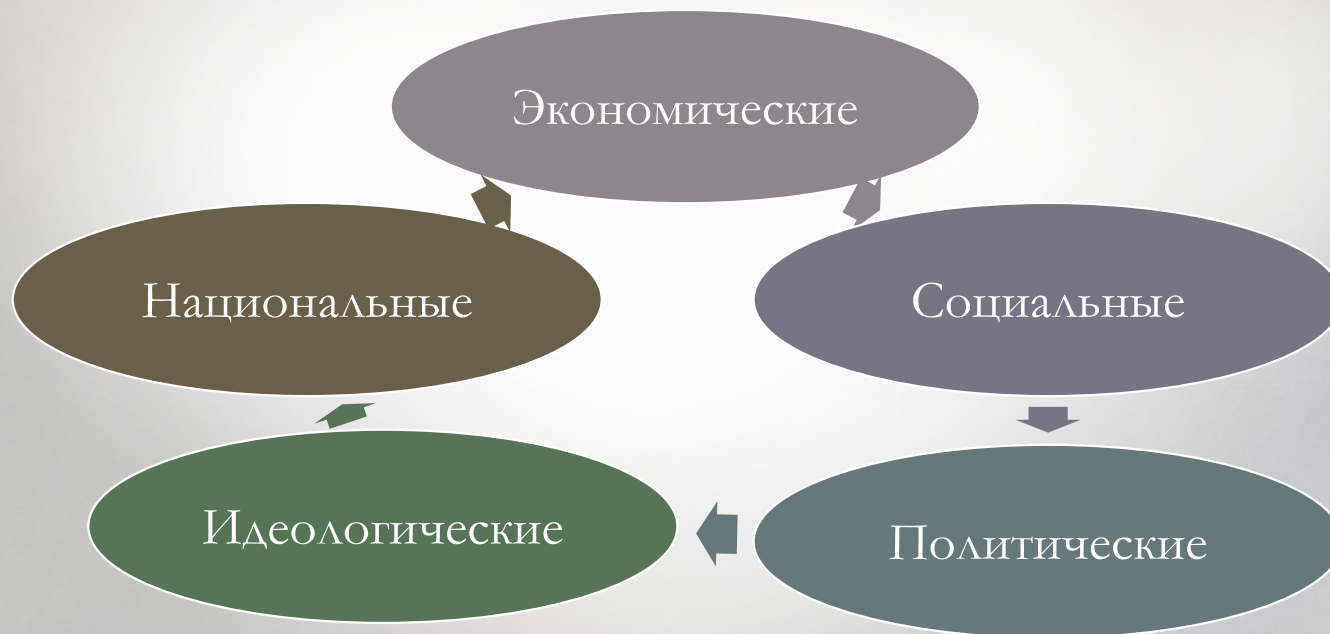 Экономические
Национальные
Социальные
Идеологические
Политические